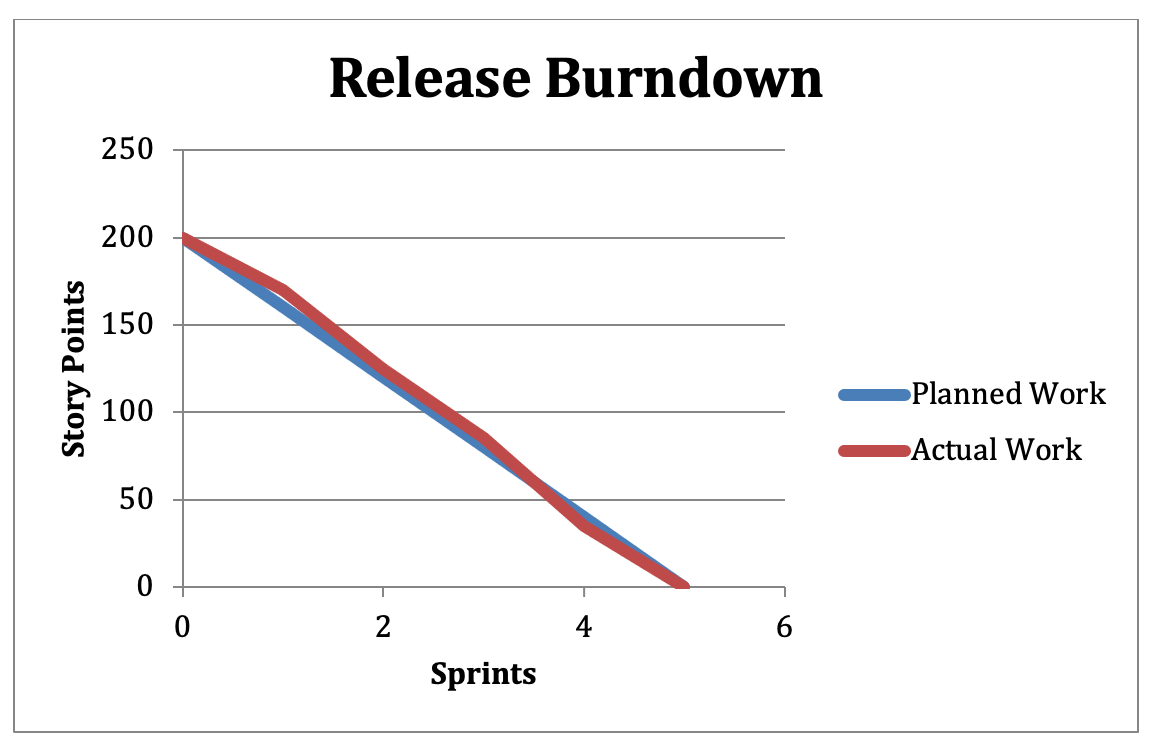 Release Burndown
250
200
150
100
50
0
Story Points
0 2 4 6
Sprints
Planned Work
Actual Work